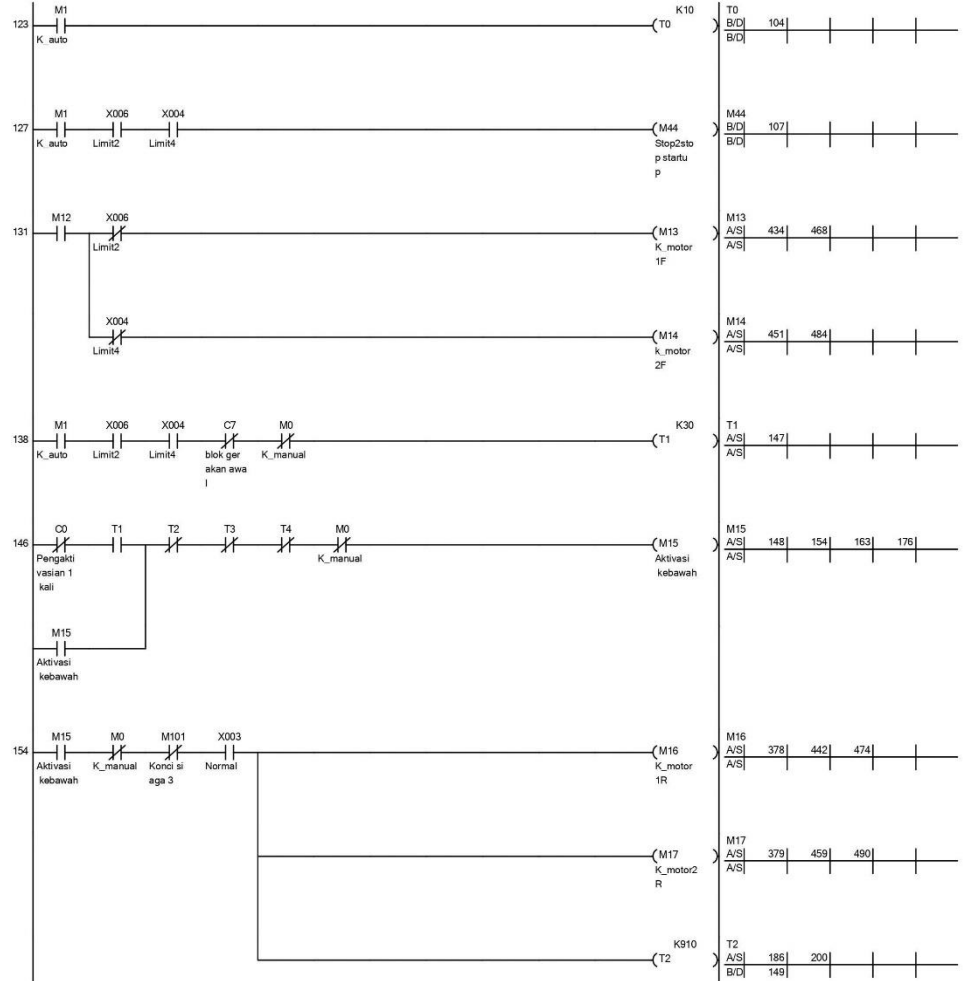 M1 K10 T0
123 (T0 ) B/D 104
K_auto B/D
M1 X006 X004 M44
127 (M44 ) B/D 107
K_auto Limit2 Limit4 Stop2sto B/D
p startu
p
M12 X006 M13
131 (M13 ) A/S 434 468
Limit2 K_motor A/S
1F
X004 M14
(M14 ) A/S 451 484
Limit4 k_motor A/S
2F
M1 X006 X004 C7 M0 K30 T1
138 (T1 ) A/S 147
K_auto Limit2 Limit4 blok ger K_manual A/S
akan awa
l
C0 T1 T2 T3 T4 M0 M15
146 (M15 ) A/S 148 154 163 176
Pengakti K_manual Aktivasi A/S
vasian 1 kebawah
kali
M15
Aktivasi
kebawah
M15 M0 M101 X003 M16
154 (M16 ) A/S 378 442 474
Aktivasi K_manual Konci si Normal K_motor A/S
kebawah aga 3 1R
M17
(M17 ) A/S 379 459 490
K_motor2 A/S
R
K910 T2
(T2 ) A/S 186 200
B/D 149